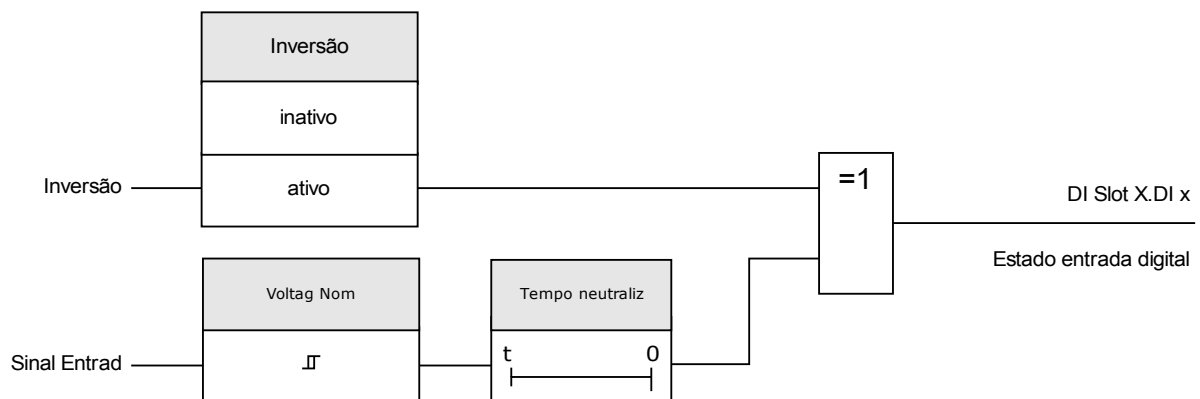 Inversão
inativo
Inversão
ativo
=1
DI Slot X.DI x
Estado entrada digital
Voltag Nom
Tempo neutraliz
Sinal Entrad
t
0